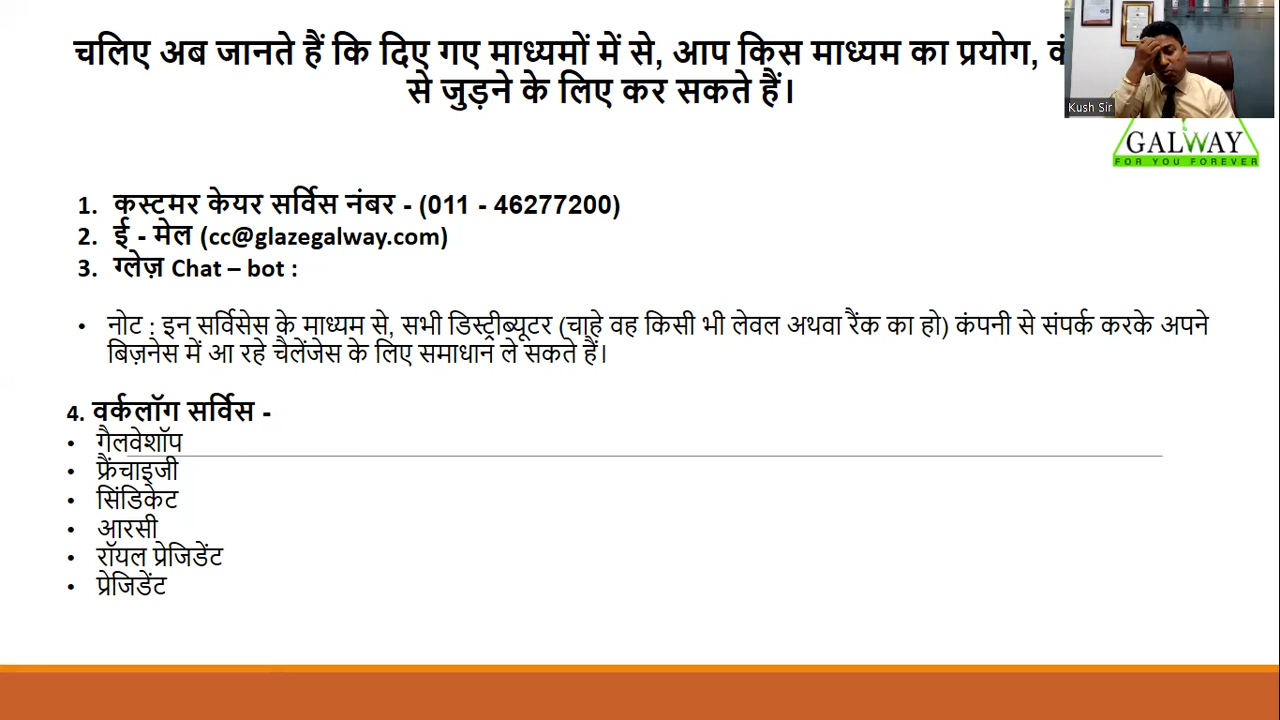 चलिए अब जानते हैं कि दिए गए माध्यमों में से, आप किस माध्यम का प्रयोग,
से जुड़ने के लिए कर सकते हैं।
Kush Sir
GALWAY
FOR YOU FOREVER
1. कस्टमर केयर सर्विस नंबर - (011 - 46277200)
2. ई - मेल (cc@glazegalway.com)
3. ग्लेज़ Chat – bot :
• नोट : इन सर्विसेस के माध्यम से, सभी डिस्ट्रीब्यूटर (चाहे वह किसी भी लेवल अथवा रैंक का हो) कंपनी से संपर्क करके अपने
बिज़नेस में आ रहे चैलेंजेस के लिए समाधान ले सकते हैं।
4. वर्कलॉग सर्विस -
• गैलवेशॉप
• फ्रैंचाइजी
• सिंडिकेट
• आरसी
• रॉयल प्रेजिडेंट
• प्रेजिडेंट